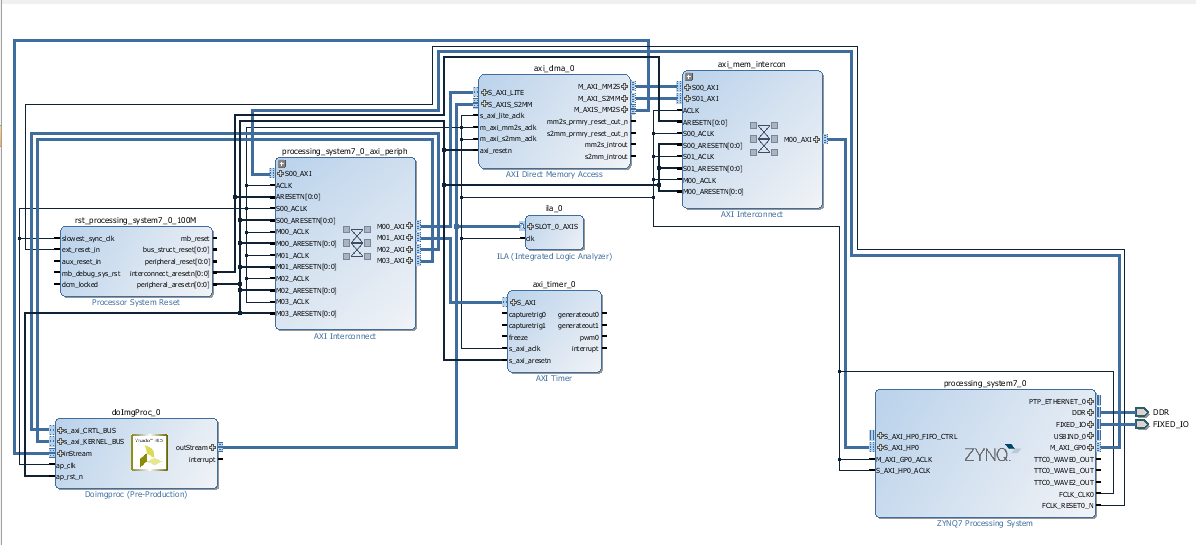 axi_dma_0
S_AXI_LITE
S_AXIS_S2MM
s_axi_lite_aclk
m_axi_mm2s_aclk
m_axi_s2mm_aclk
axi_resetn
M_AXI_MM2S
M_AXI_S2MM
M_AXIS_MM2S
mm2s_prmry_reset_out_n
s2mm_prmry_reset_out_n
mm2s_introut
s2mm_introut
AXI Direct Memory Access
axi_mem_intercon
S00_AXI
S01_AXI
ACLK
ARESETN[0:0]
S00_ACLK
S00_ARESETN[0:0]
S01_ACLK
S01_ARESETN[0:0]
M00_ACLK
M00_ARESETN[0:0]
M00_AXI
AXI Interconnect
processing_system7_0_axi_periph
S00_AXI
ACLK
ARESETN[0:0]
S00_ACLK
S00_ARESETN[0:0]
M00_ACLK
M00_ARESETN[0:0]
M01_ACLK
M01_ARESETN[0:0]
M02_ACLK
M02_ARESETN[0:0]
M03_ACLK
M03_ARESETN[0:0]
M00_AXI
M01_AXI
M02_AXI
M03_AXI
AXI Interconnect
rst_processing_system7_0_100M
slowest_sync_clk
ext_reset_in
aux_reset_in
mb_debug_sys_rst
dcm_locked
mb_reset
bus_struct_reset[0:0]
peripheral_reset[0:0]
interconnect_aresetn[0:0]
peripheral_aresetn[0:0]
Processor System Reset
ila_0
SLOT_0_AXIS
clk
ILA (Integrated Logic Analyzer)
axi_timer_0
S_AXI
capturetrig0
capturetrig1
freeze
s_axi_aclk
s_axi_aresetn
generateout0
generateout1
pwm0
interrupt
AXI Timer
doImgProc_0
s_axi_CRTL_BUS
s_axi_KERNEL_BUS
inStream
ap_clk
ap_rst_n
outStream
interrupt
Doimgproc (Pre-Production)
processing_system7_0
S_AXI_HP0_FIFO_CTRL
S_AXI_HP0
M_AXI_GP0_ACLK
S_AXI_HP0_ACLK
ZYNQ
PTP_ETHERNET_0
DDR
FIXED_IO
USBIND_0
M_AXI_GP0
TTC0_WAVE0_OUT
TTC0_WAVE1_OUT
TTC0_WAVE2_OUT
FCLK_CLK0
FCLK_RESET0_N
ZYNQ7 Processing System
DDR
FIXED_IO